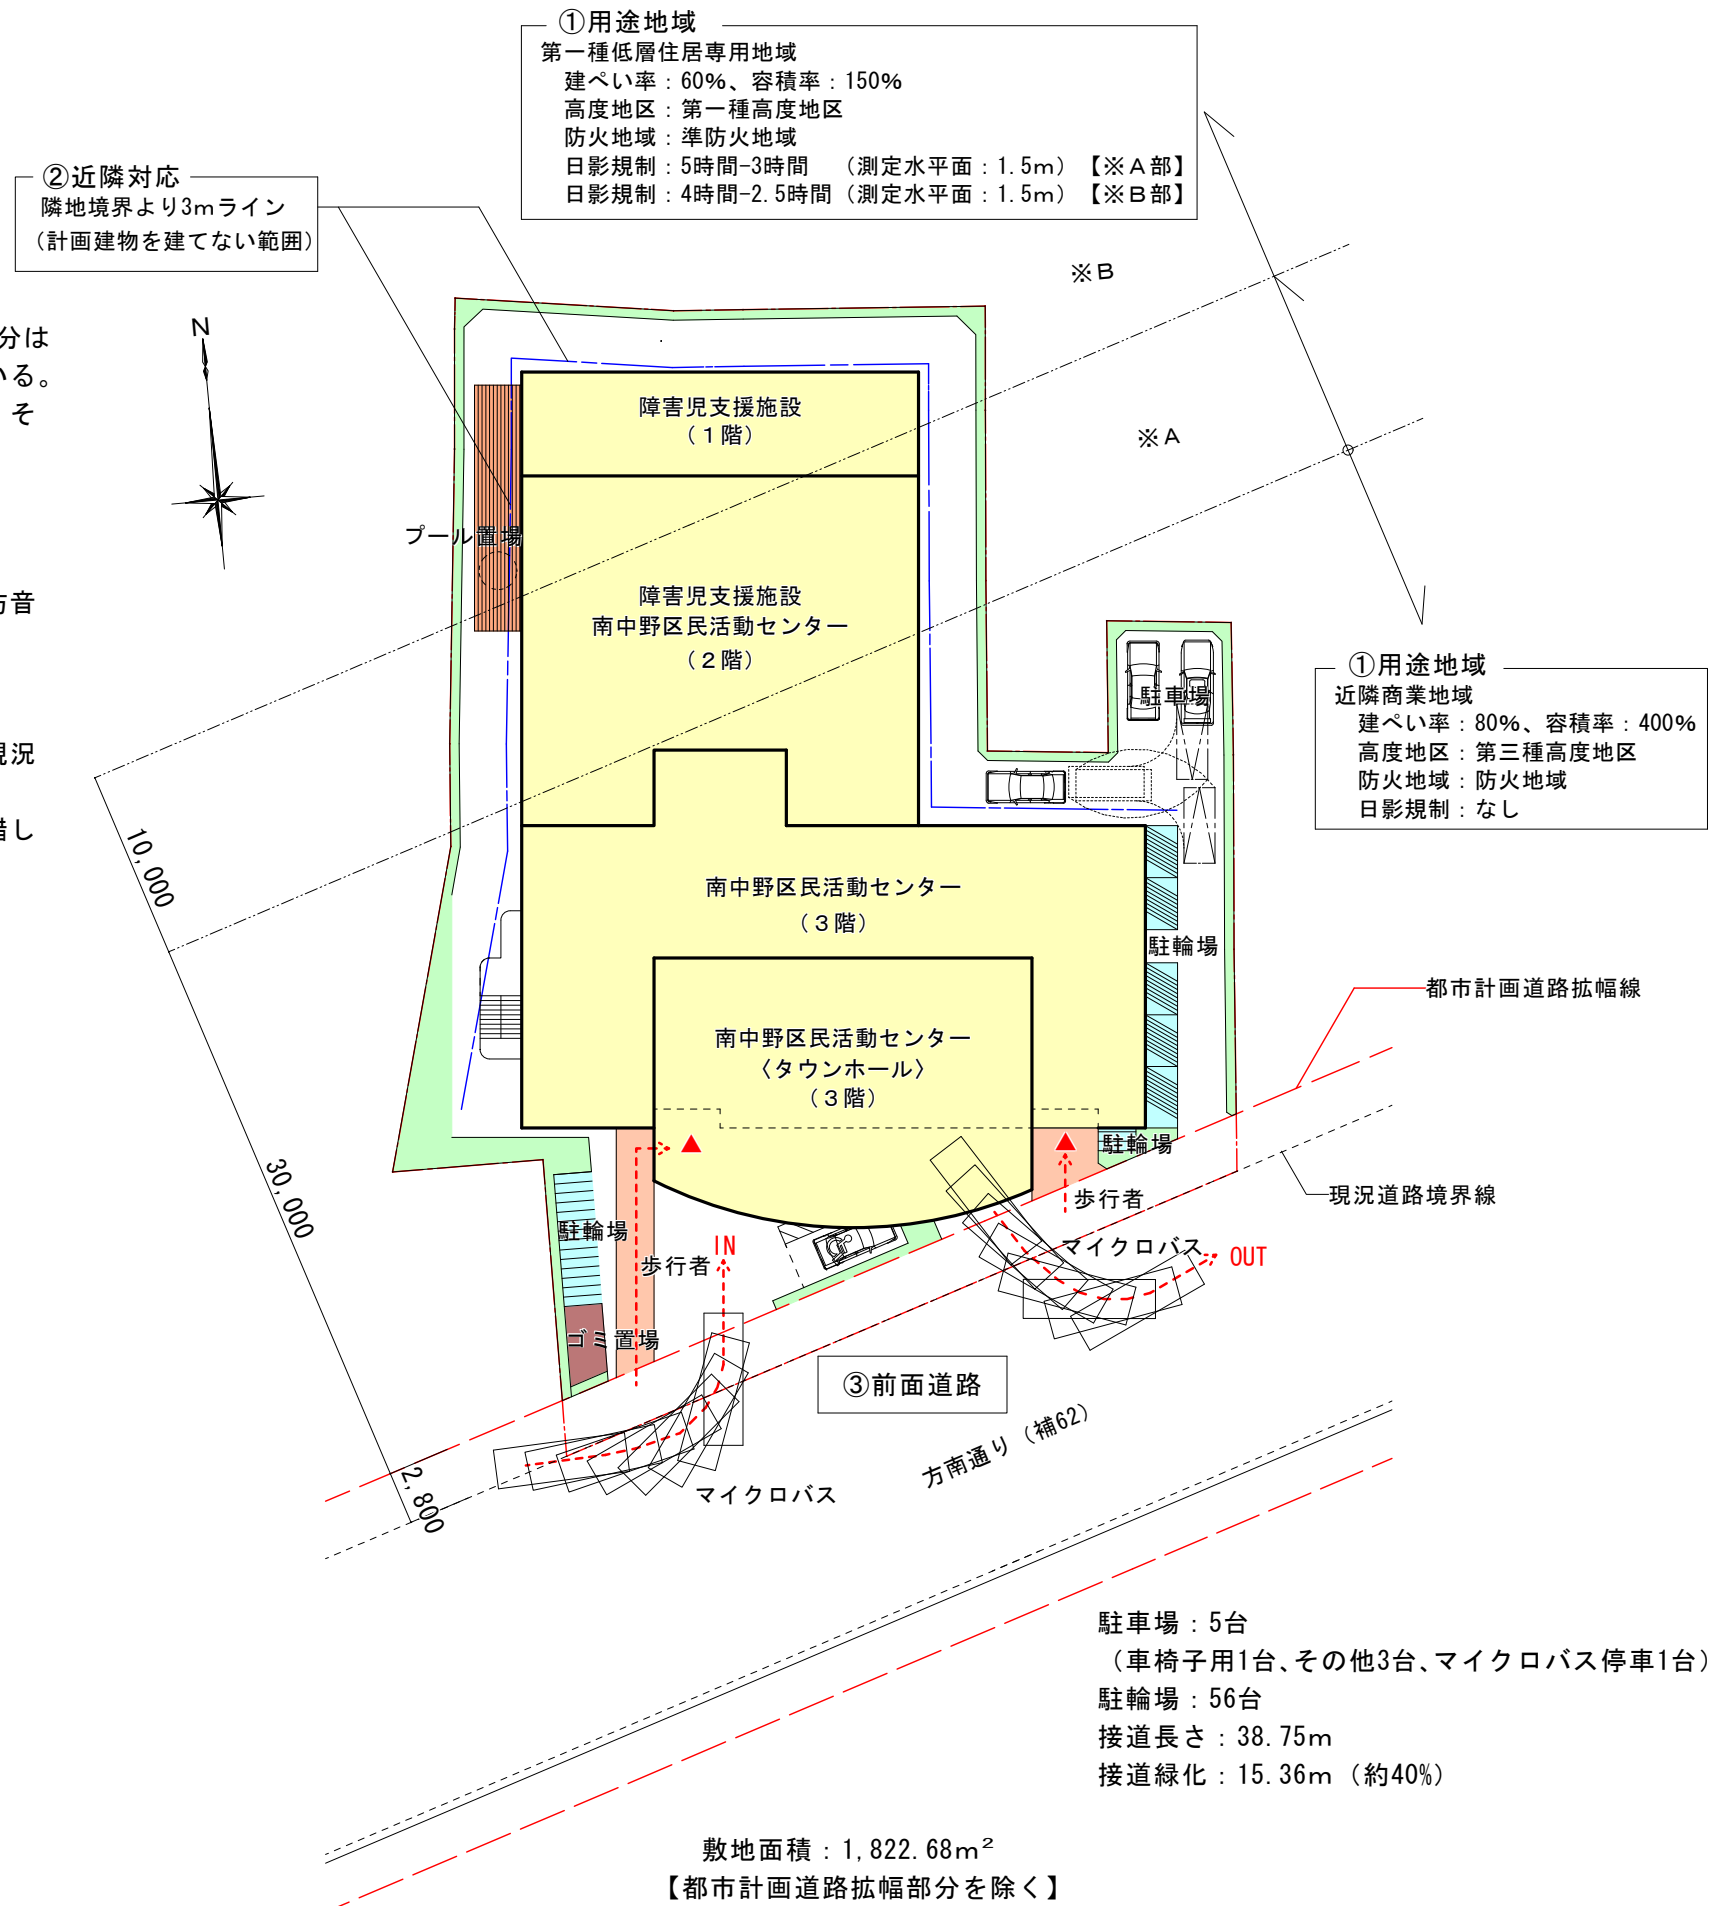 ①用途地域
第一種低層住居専用地域
建ぺい率：60%、容積率：150%
高度地区：第一種高度地区
防火地域：準防火地域
日影規制：5時間-3時間　（測定水平面：1.5m）【※A部】
日影規制：4時間-2.5時間（測定水平面：1.5m）【※B部】
②近隣対応
隣地境界より3mライン
（計画建物を建てない範囲）
※B
分は
いる。
そ
N
障害児支援施設
（１階）
※A
プール置場
障害児支援施設
南中野区民活動センター
（２階）
防音
①用途地域
近隣商業地域
建ぺい率：80%、容積率：400%
高度地区：第三種高度地区
防火地域：防火地域
日影規制：なし
駐車場
現況
借し
10,000
南中野区民活動センター
（３階）
駐輪場
都市計画道路拡幅線
南中野区民活動センター
〈タウンホール〉
（３階）
駐輪場
30,000
現況道路境界線
歩行者
駐輪場
歩行者
IN
マイクロバス
OUT
ゴミ置場
③前面道路
方南通り（補62）
マイクロバス
2,800
駐車場：5台
（車椅子用1台、その他3台、マイクロバス停車1台）
駐輪場：56台
接道長さ：38.75m
接道緑化：15.36m（約40%）
敷地面積：1,822.68m²
【都市計画道路拡幅部分を除く】